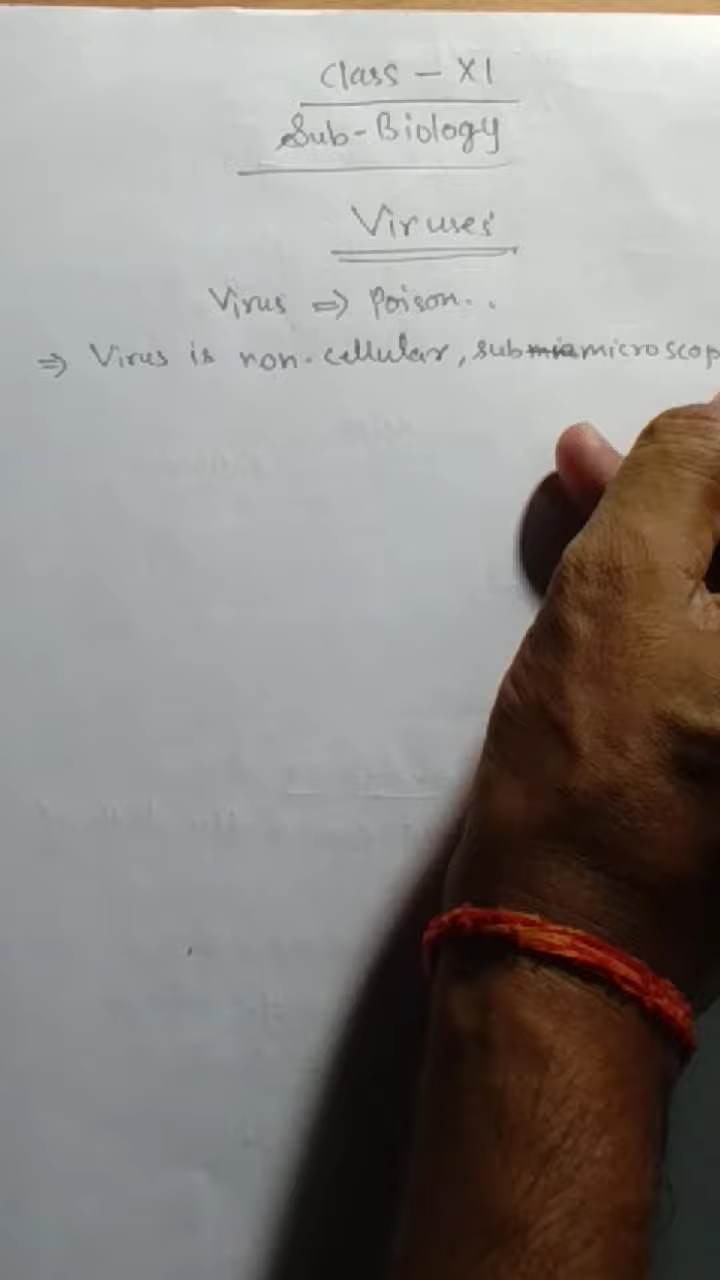 Class - XI
Sub-Biology
Viruses
Virus ⇒ Poison..
⇒ Virus is non-cellular, submicroscop